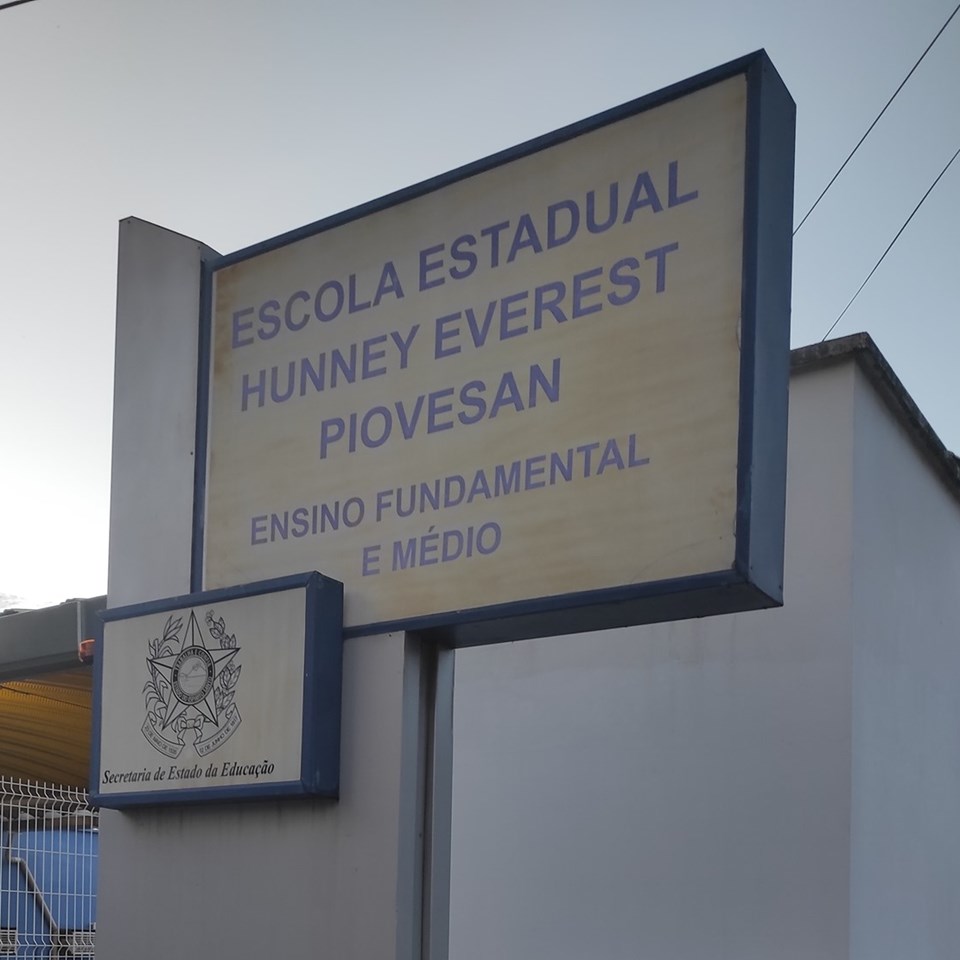 ESCOLA ESTADUAL
HUNNEY EVEREST
PIOVESAN
ENSINO FUNDAMENTAL
E MÉDIO
Secretaria de Estado da Educação